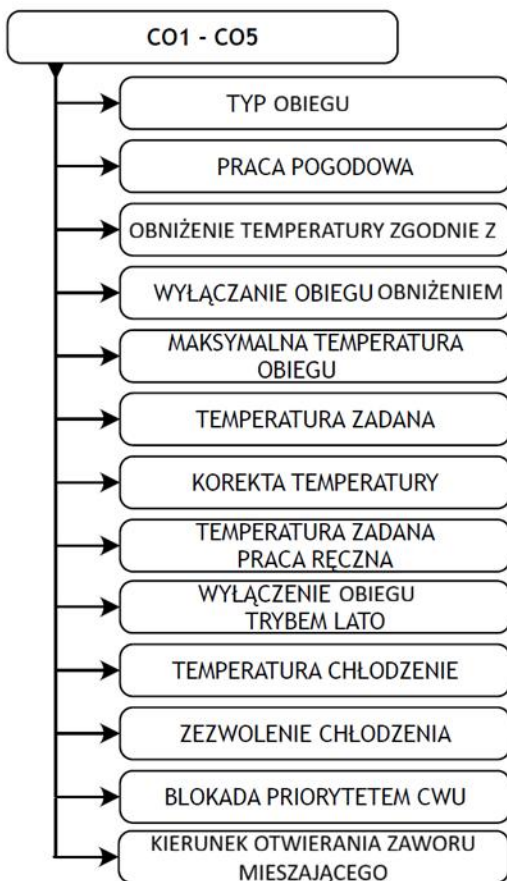 CO1 - CO5
TYP OBIEGU
PRACA POGODOWA
OBNIŻENIE TEMPERATURY ZGODNIE Z
WYŁĄCZANIE OBIEGU OBNIŻENIEM
MAKSYMALNA TEMPERATURA
OBIEGU
TEMPERATURA ZADANA
KOREKTA TEMPERATURY
TEMPERATURA ZADANA
PRACA RĘCZNA
WYŁĄCZENIE OBIEGU
TRYBEM LATO
TEMPERATURA CHŁODZENIE
ZEZWOLENIE CHŁODZENIA
BLOKADA PRIORYTETEM CWU
KIERUNEK OTWIERANIA ZAWORU
MIESZAJĄCEGO